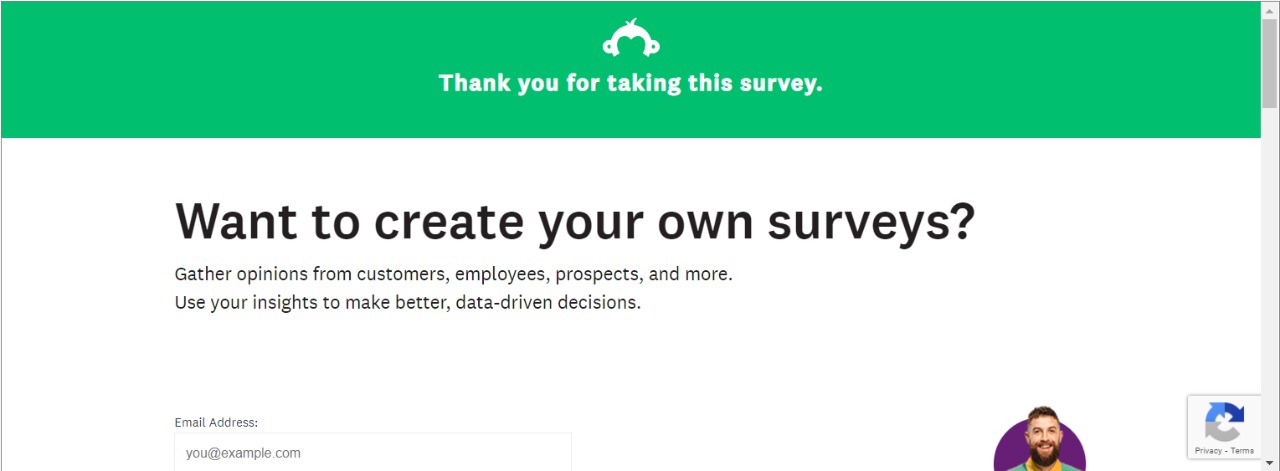 Thank you for taking this survey.
Want to create your own surveys?
Gather opinions from customers, employees, prospects, and more.
Use your insights to make better, data-driven decisions.
Email Address:
you@example.com
Privacy - Terms